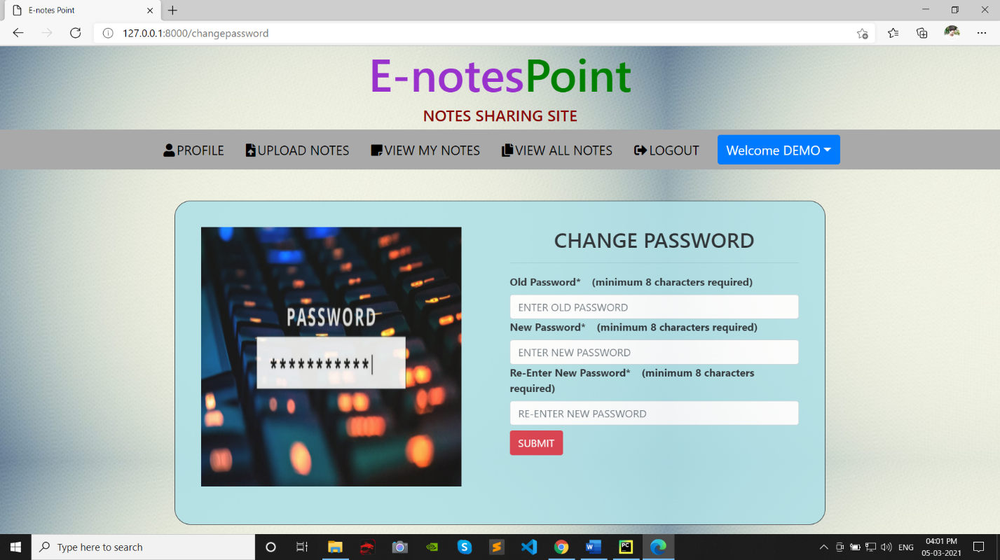 E-notes Point
127.0.0.1:8000/changepassword
E-notesPoint
NOTES SHARING SITE
PROFILE UPLOAD NOTES VIEW MY NOTES VIEW ALL NOTES LOGOUT Welcome DEMO
CHANGE PASSWORD
Old Password* (minimum 8 characters required)
ENTER OLD PASSWORD
New Password* (minimum 8 characters required)
ENTER NEW PASSWORD
Re-Enter New Password* (minimum 8 characters
required)
RE-ENTER NEW PASSWORD
SUBMIT
PASSWORD
***********
Type here to search
ENG
04:01 PM
05-03-2021